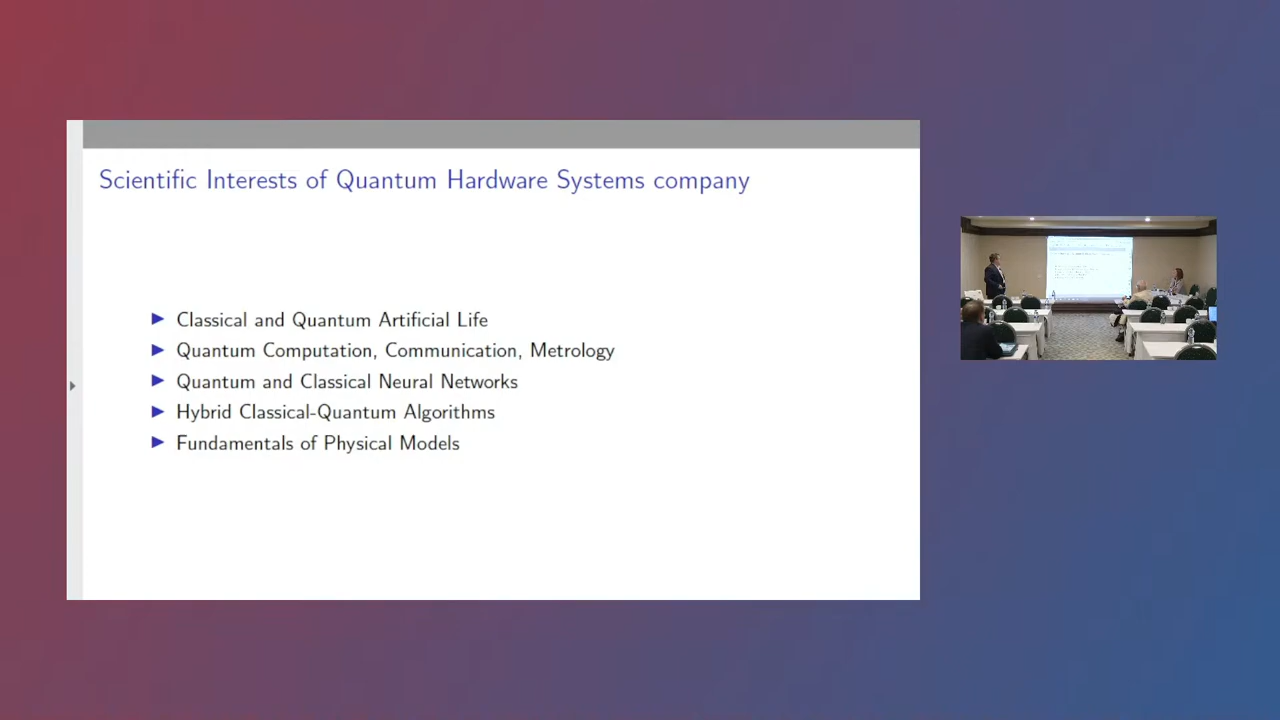 Scientific Interests of Quantum Hardware Systems company
Classical and Quantum Artificial Life
Quantum Computation, Communication, Metrology
Quantum and Classical Neural Networks
Hybrid Classical-Quantum Algorithms
Fundamentals of Physical Models